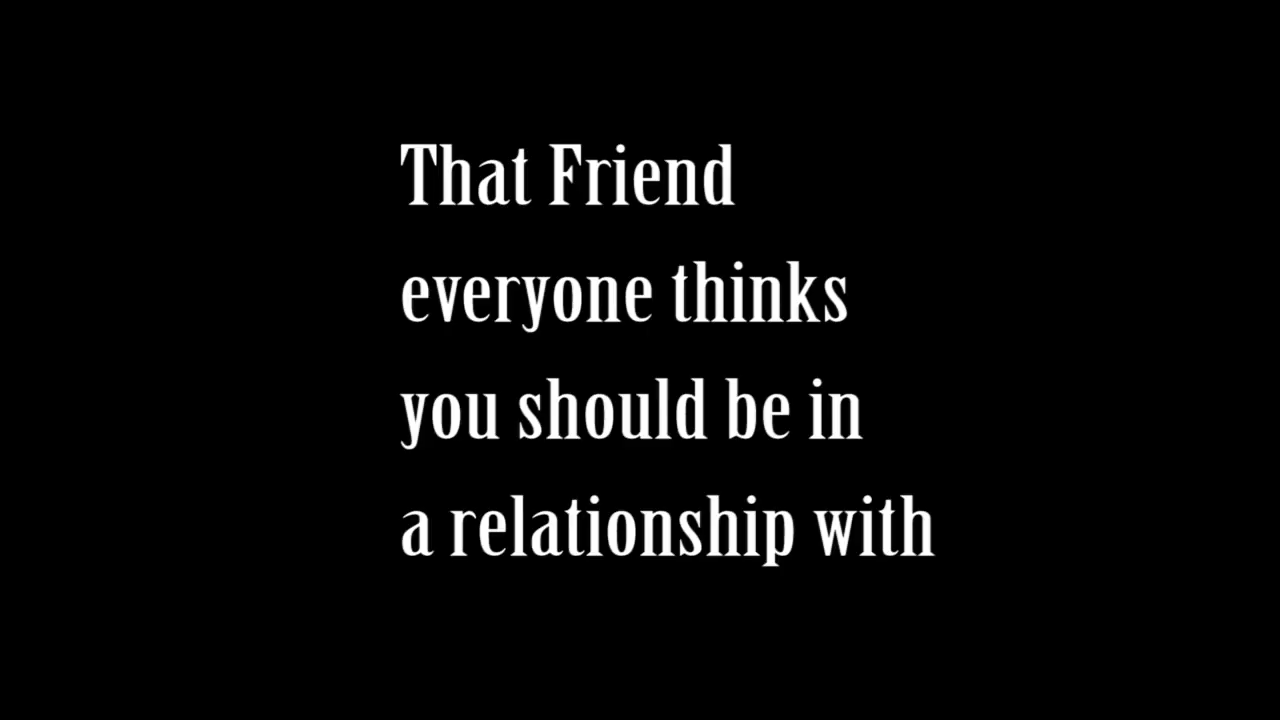 That Friend
everyone thinks
you should be in
a relationship with